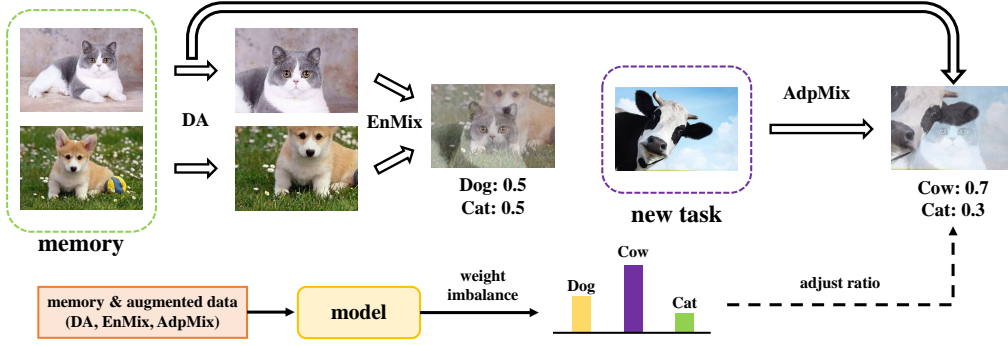 DA
EnMix
AdpMix
Dog: 0.5
Cat: 0.5
Cow: 0.7
Cat: 0.3
memory
new task
memory & augmented data
(DA, EnMix, AdpMix)
model
weight
imbalance
Dog
Cow
Cat
adjust ratio